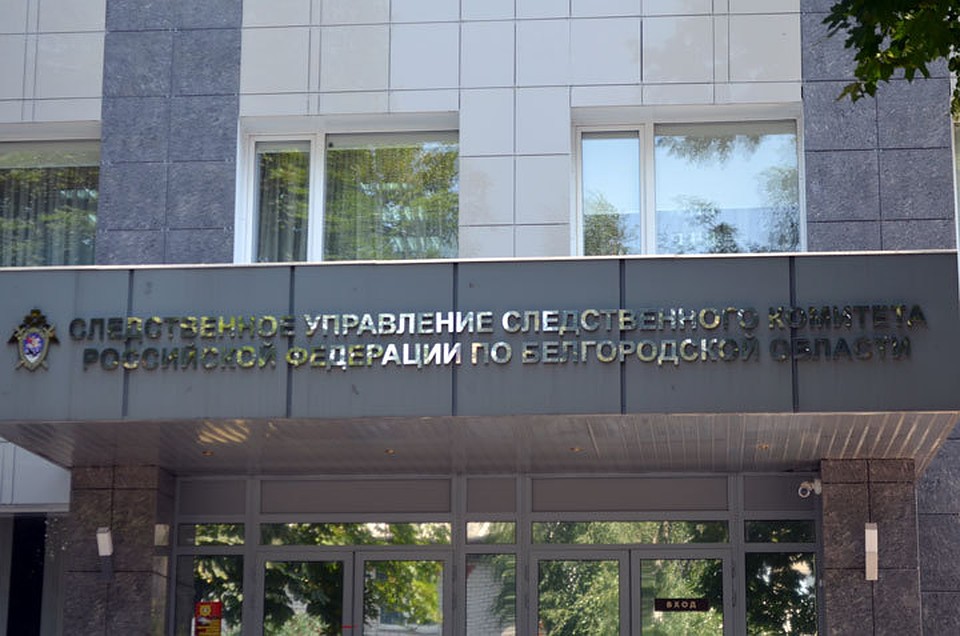 СЛЕДСТВЕННОЕ УПРАВЛЕНИЕ СЛЕДСТВЕННОГО КОМИТЕТА
РОССИЙСКОЙ ФЕДЕРАЦИИ ПО БЕЛГОРОДСКОЙ ОБЛАСТИ
ВХОД